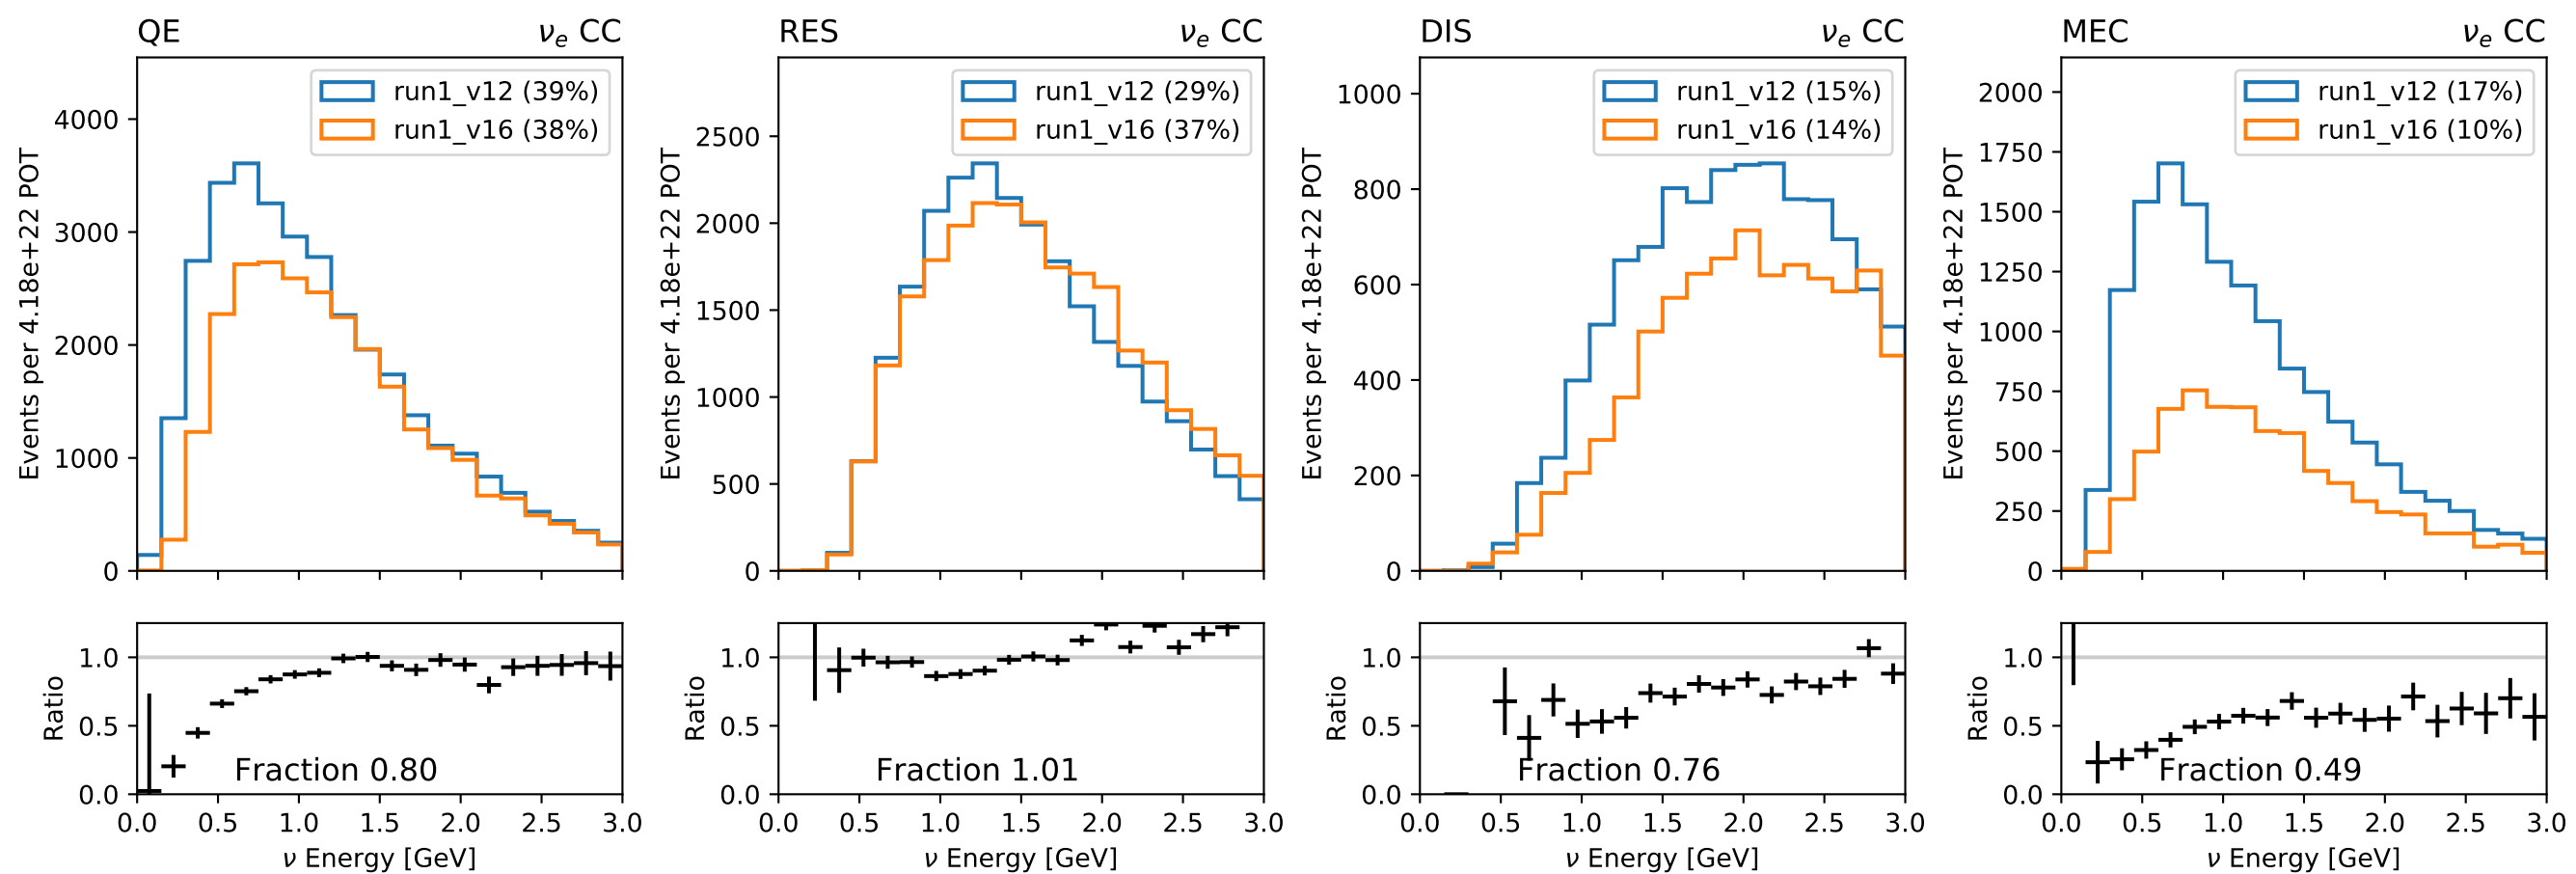 QE
νe CC
run1_v12 (39%)
run1_v16 (38%)
Events per 4.18e+22 POT
4000
3000
2000
1000
0
Ratio
1.0
0.5
0.0
Fraction 0.80
0.0 0.5 1.0 1.5 2.0 2.5 3.0
ν Energy [GeV]
RES
νe CC
run1_v12 (29%)
run1_v16 (37%)
Events per 4.18e+22 POT
2500
2000
1500
1000
500
0
Ratio
1.0
0.5
0.0
Fraction 1.01
0.0 0.5 1.0 1.5 2.0 2.5 3.0
ν Energy [GeV]
DIS
νe CC
run1_v12 (15%)
run1_v16 (14%)
Events per 4.18e+22 POT
1000
800
600
400
200
0
Ratio
1.0
0.5
0.0
Fraction 0.76
0.0 0.5 1.0 1.5 2.0 2.5 3.0
ν Energy [GeV]
MEC
νe CC
run1_v12 (17%)
run1_v16 (10%)
Events per 4.18e+22 POT
2000
1750
1500
1250
1000
750
500
250
0
Ratio
1.0
0.5
0.0
Fraction 0.49
0.0 0.5 1.0 1.5 2.0 2.5 3.0
ν Energy [GeV]